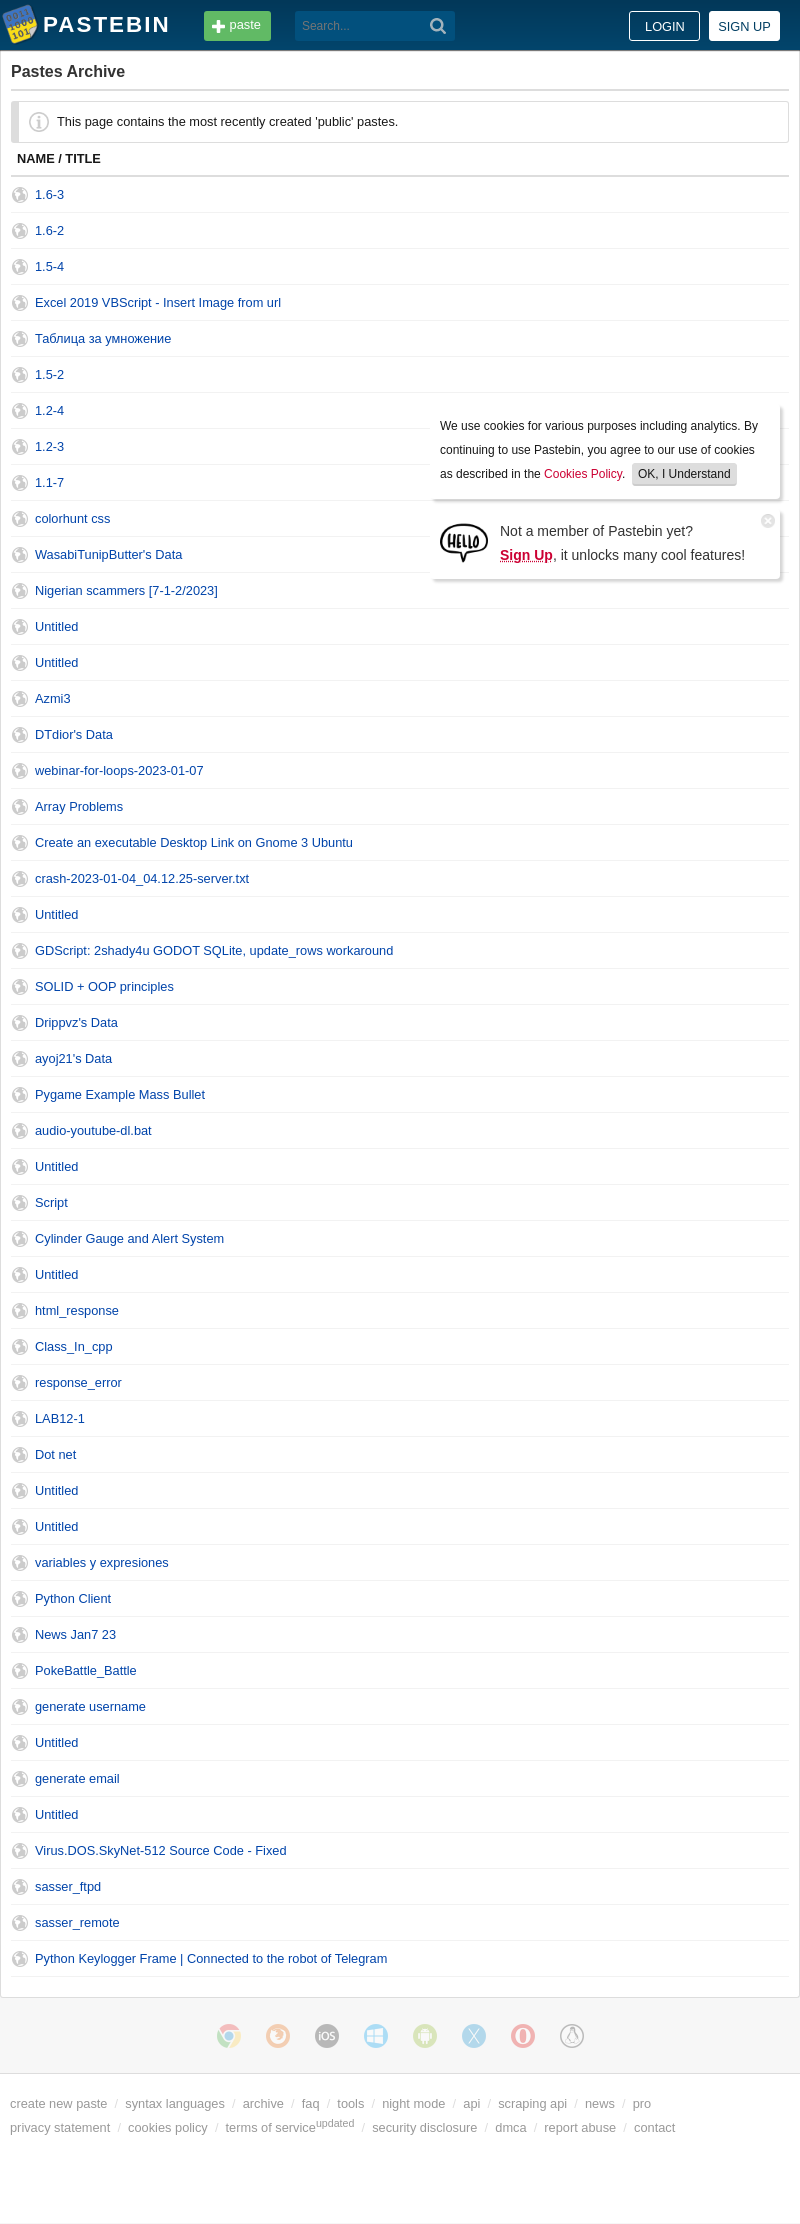 PASTEBIN
paste
Search...
LOGIN
SIGN UP
Pastes Archive
This page contains the most recently created 'public' pastes.
NAME / TITLE
1.6-3
1.6-2
1.5-4
Excel 2019 VBScript - Insert Image from url
Таблица за умножение
1.5-2
1.2-4
1.2-3
1.1-7
colorhunt css
WasabiTunipButter's Data
Nigerian scammers [7-1-2/2023]
We use cookies for various purposes including analytics. By
continuing to use Pastebin, you agree to our use of cookies
as described in the Cookies Policy. OK, I Understand
HELLO
Not a member of Pastebin yet?
Sign Up, it unlocks many cool features!
Untitled
Untitled
Azmi3
DTdior's Data
webinar-for-loops-2023-01-07
Array Problems
Create an executable Desktop Link on Gnome 3 Ubuntu
crash-2023-01-04_04.12.25-server.txt
Untitled
GDScript: 2shady4u GODOT SQLite, update_rows workaround
SOLID + OOP principles
Drippvz's Data
ayoj21's Data
Pygame Example Mass Bullet
audio-youtube-dl.bat
Untitled
Script
Cylinder Gauge and Alert System
Untitled
html_response
Class_In_cpp
response_error
LAB12-1
Dot net
Untitled
Untitled
variables y expresiones
Python Client
News Jan7 23
PokeBattle_Battle
generate username
Untitled
generate email
Untitled
Virus.DOS.SkyNet-512 Source Code - Fixed
sasser_ftpd
sasser_remote
Python Keylogger Frame | Connected to the robot of Telegram
iOS
create new paste / syntax languages / archive / faq / tools / night mode / api / scraping api / news / pro
privacy statement / cookies policy / terms of serviceupdated / security disclosure / dmca / report abuse / contact